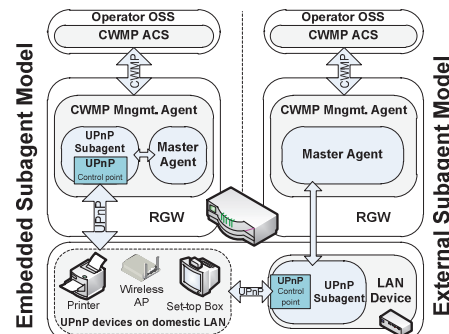 Embedded Subagent Model
Operator OSS
CWMP ACS
CWMP
CWMP Mngmt. Agent
UPnP
Subagent
UPnP
Control point
Master
Agent
UPnP
RGW
Printer
Wireless
AP
Set-top Box
UPnP devices on domestic LAN
Operator OSS
CWMP ACS
CWMP
CWMP Mngmt. Agent
Master Agent
RGW
UPnP
UPnP
Control
point
UPnP
Subagent
LAN
Device
External Subagent Model